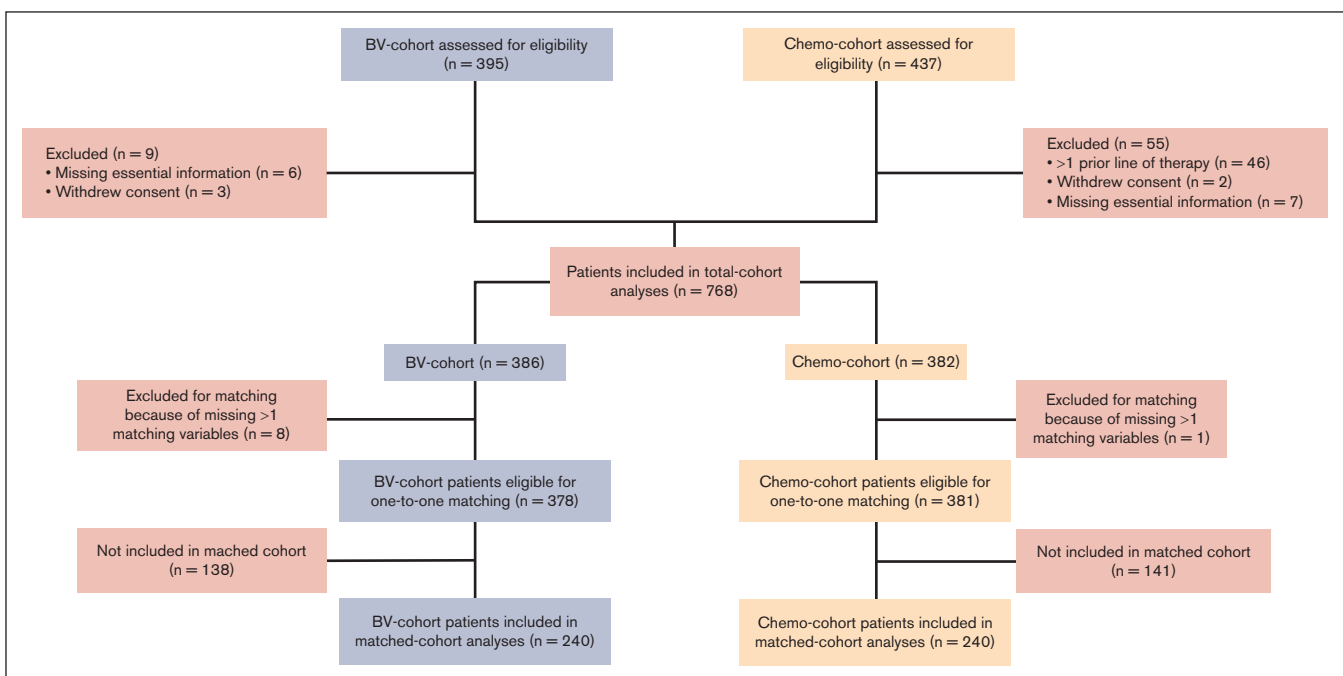 BV-cohort assessed for eligibility
(n = 395)
Chemo-cohort assessed for
eligibility (n = 437)
Excluded (n = 9)
• Missing essential information (n = 6)
• Withdrew consent (n = 3)
Excluded (n = 55)
• >1 prior line of therapy (n = 46)
• Withdrew consent (n = 2)
• Missing essential information (n = 7)
Patients included in total-cohort
analyses (n = 768)
BV-cohort (n = 386)
Chemo-cohort (n = 382)
Excluded for matching
because of missing >1
matching variables (n = 8)
Excluded for matching
because of missing >1
matching variables (n = 1)
BV-cohort patients eligible for
one-to-one matching (n = 378)
Chemo-cohort patients eligible for
one-to-one matching (n = 381)
Not included in mached cohort
(n = 138)
Not included in matched cohort
(n = 141)
BV-cohort patients included in
matched-cohort analyses (n = 240)
Chemo-cohort patients included in
matched-cohort analyses (n = 240)